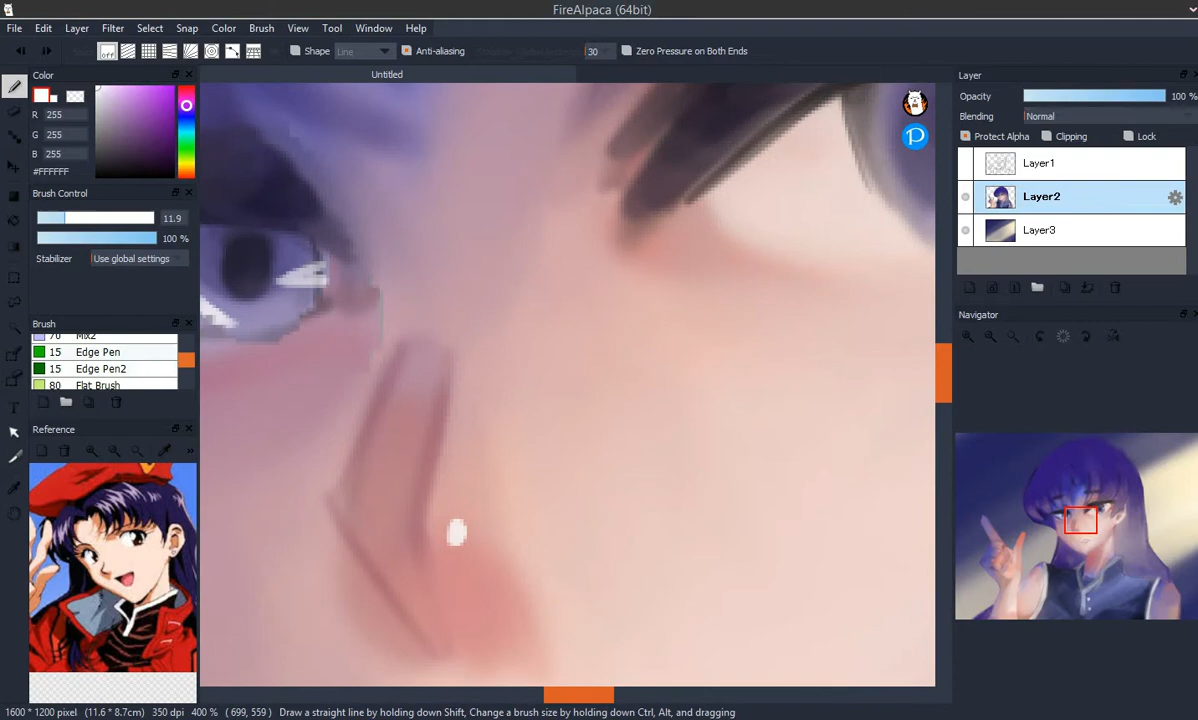 FireAlpaca (64bit)
File Edit Layer Filter Select Snap Color Brush View Tool Window Help
off Shape Line Anti-aliasing 30 Zero Pressure on Both Ends
Untitled
Color
R 255
G 255
B 255
#FFFFFF
Brush Control
11.9
100 %
Stabilizer Use global settings
Brush
70 Mix2
15 Edge Pen
15 Edge Pen2
80 Flat Brush
T
Reference
»
P
Layer
Opacity 100 %
Blending Normal
Protect Alpha Clipping Lock
Layer1
Layer2
Layer3
Navigator
1600 * 1200 pixel (11.6 * 8.7cm) 350 dpi 400 % ( 699, 559 ) Draw a straight line by holding down Shift, Change a brush size by holding down Ctrl, Alt, and dragging